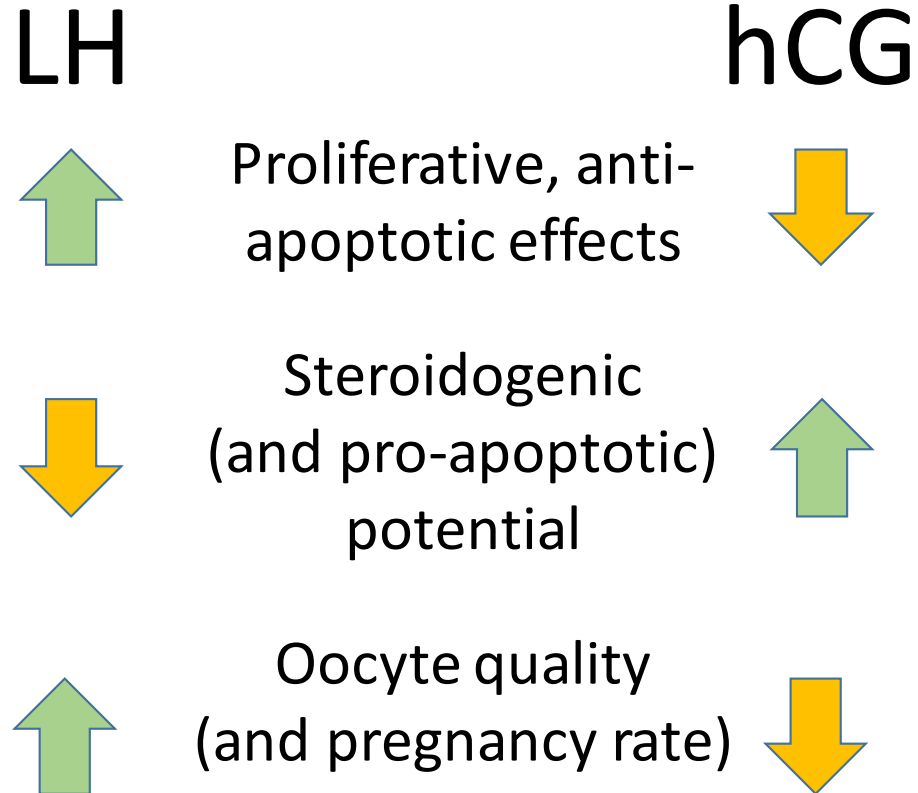 LH hCG
Proliferative, anti-
apoptotic effects
Steroidogenic
(and pro-apoptotic)
potential
Oocyte quality
(and pregnancy rate)